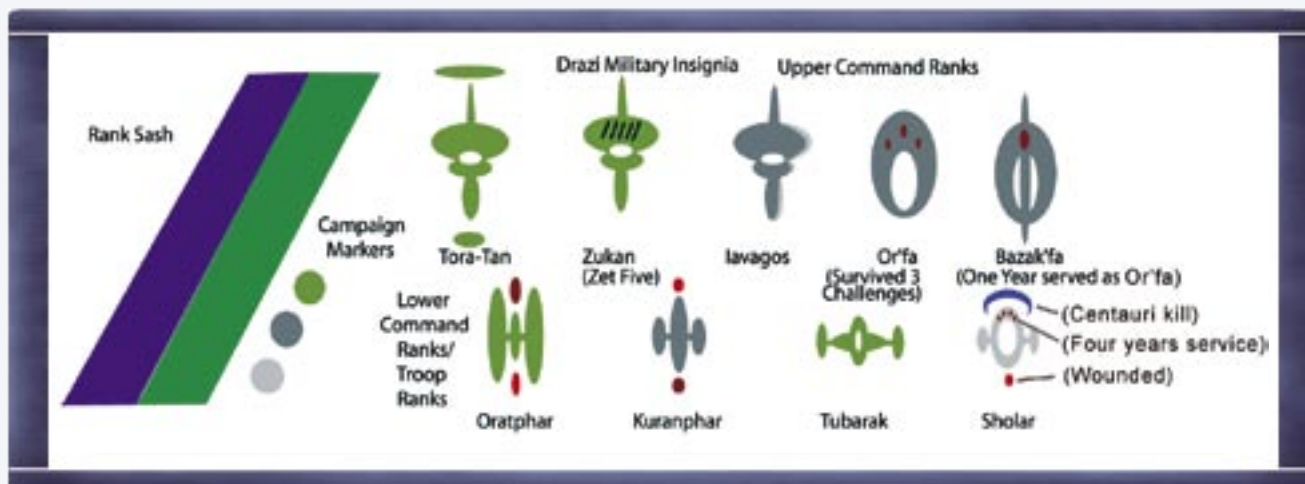 Drazi Military Insignia
Upper Command Ranks
Rank Sash
Campaign
Markers
Tora-Tan
Zukan
(Zet Five)
Iavagos
Or'fa
(Survived 3
Challenges)
Bazak'fa
(One Year served as Or'fa)
Lower
Command
Ranks/
Troop
Ranks
(Centauri kill)
(Four years service)
(Wounded)
Oratphar
Kuranphar
Tubarak
Sholar